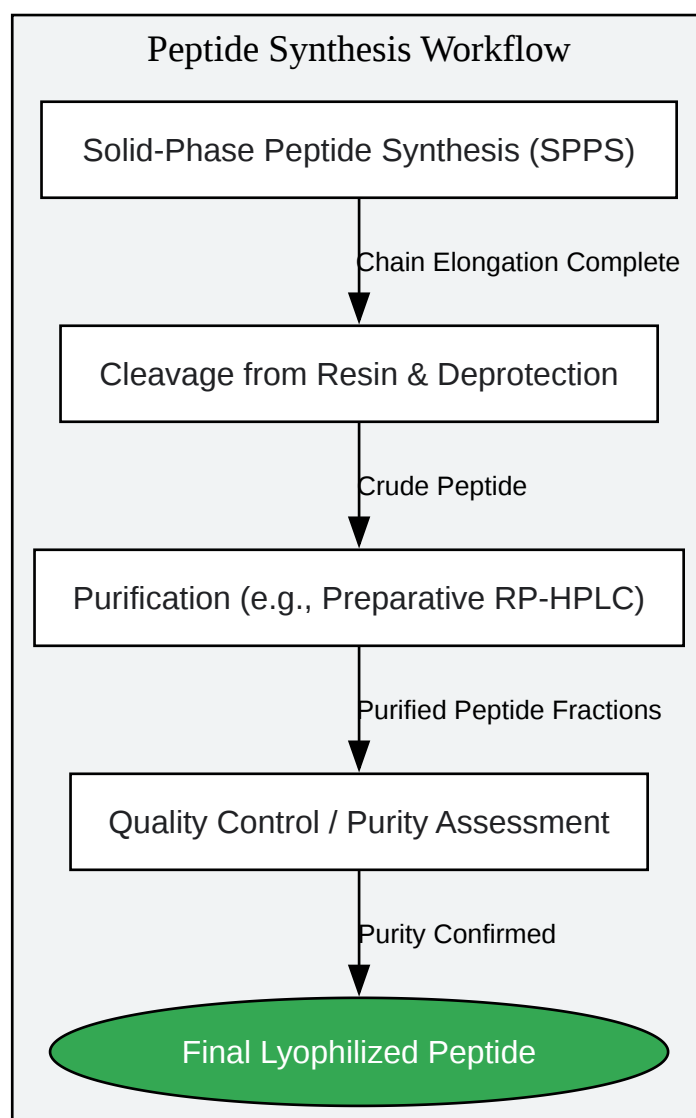 Peptide Synthesis Workflow
Solid-Phase Peptide Synthesis (SPPS)
Chain Elongation Complete
Cleavage from Resin & Deprotection
Crude Peptide
Purification (e.g., Preparative RP-HPLC)
Purified Peptide Fractions
Quality Control / Purity Assessment
Purity Confirmed
Final Lyophilized Peptide